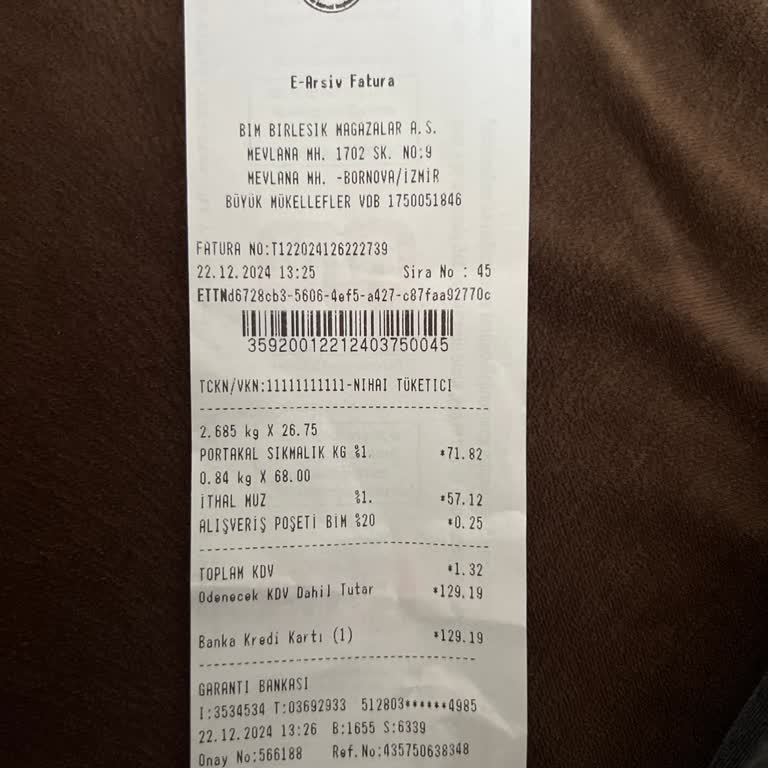 E-Arsiv Fatura
BIM BIRLESIK MAGAZALAR A.S.
MEVLANA MH. 1702 SK. NO:9
MEVLANA MH. -BORNOVA/İZMİR
BÜYÜK MÜKELLEFLER VDB 1750051846
FATURA NO:T122024126222739
22.12.2024 13:25 Sira No : 45
ETTNd6728cb3-5606-4ef5-a427-c87faa92770c
35920012212403750045
TCKN/VKN:11111111111-NIHAI TÜKETICI
2.685 kg X 26.75
PORTAKAL SIKMALIK KG %1. *71.82
0.84 kg X 68.00
İTHAL MUZ %1. *57.12
ALIŞVERİŞ POŞETİ BİM %20 *0.25
TOPLAM KDV *1.32
Odenecek KDV Dahil Tutar *129.19
Banka Kredi Kartı (1) *129.19
GARANTI BANKASI
I:3534534 T:03692933 512803******4985
22.12.2024 13:26 B:1655 S:6339
Onay No:566188 Ref.No:435750638348